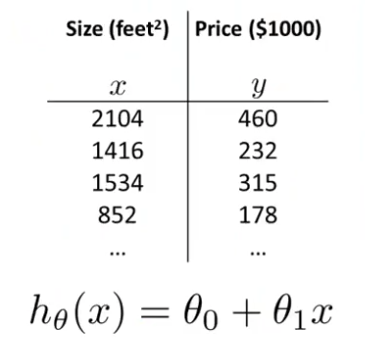 Size (feet²) Price ($1000)
x y
2104 460
1416 232
1534 315
852 178
... ...
hθ(x) = θ0 + θ1x